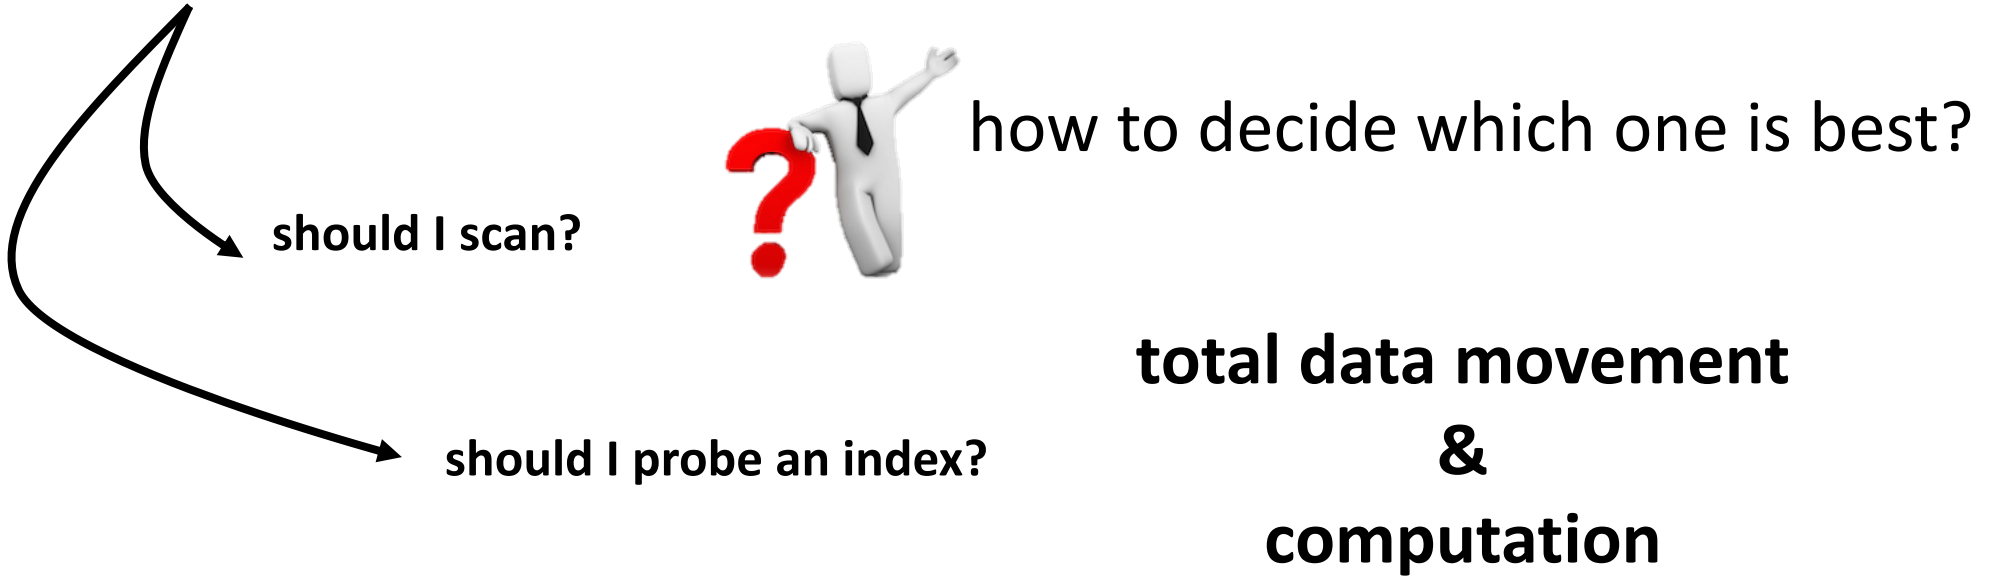 how to decide which one is best?
should I scan?
total data movement
&
computation
should I probe an index?